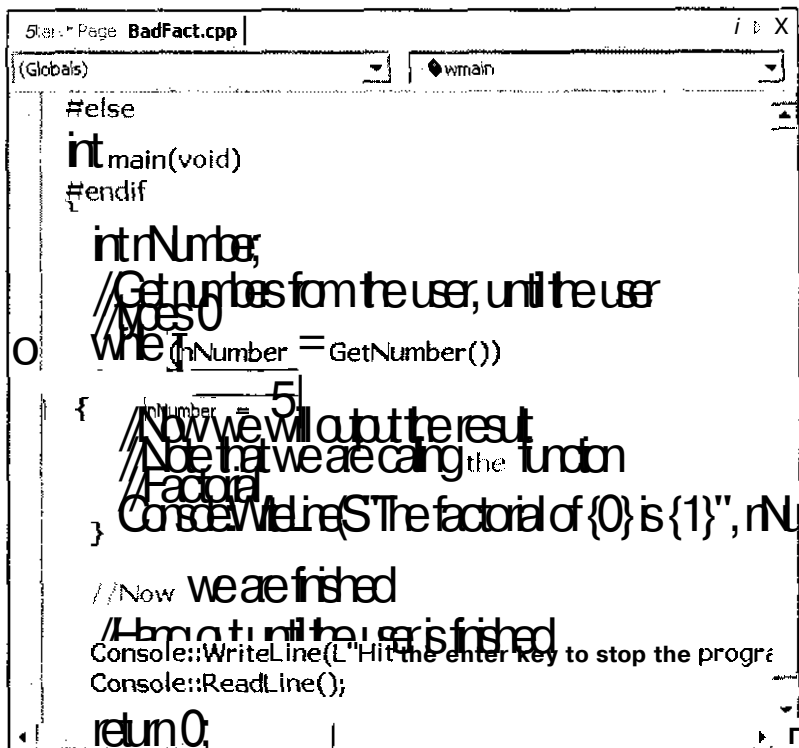 Start Page BadFact.cpp X
(Globals) wmain
#else
int main(void)
#endif
{
int nNumber;
//Get numbers from the user, until the user
//types 0
while (nNumber = GetNumber())
nNumber = 5
{
//Now we will output the result
//Note that we are calling the function
//Factorial
Console::WriteLine(S"The factorial of {0} is {1}", nNu
}
//Now we are finished
//Hang out until the user is finished
Console::WriteLine(L"Hit the enter key to stop the progra
Console::ReadLine();
return 0;